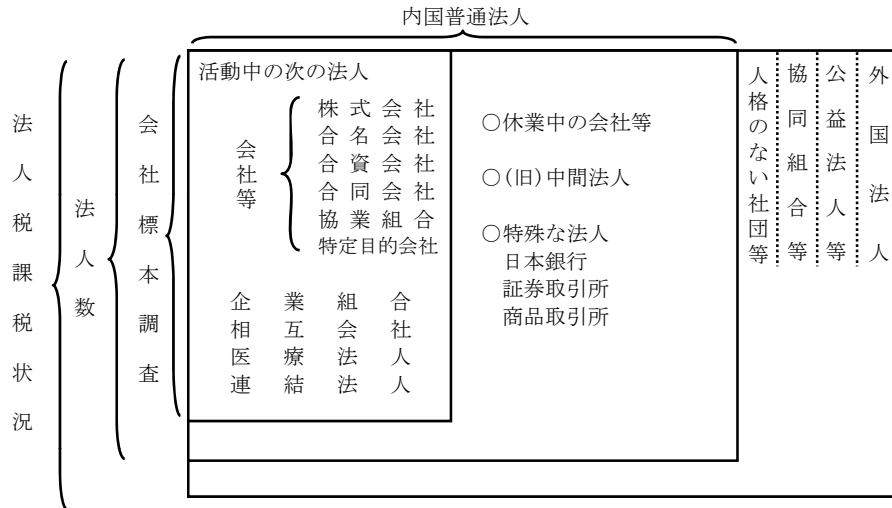 内国普通法人
法人税課税状況
法人数
会社標本調査
活動中の次の法人
会社等
株式会社
合名会社
合資会社
合同会社
協業組合
特定目的会社
企業組合
相互会社
医療法人
連結法人
○休業中の会社等
○(旧)中間法人
○特殊な法人
日本銀行
証券取引所
商品取引所
人格のない社団等
協同組合等
公益法人等
外国法人